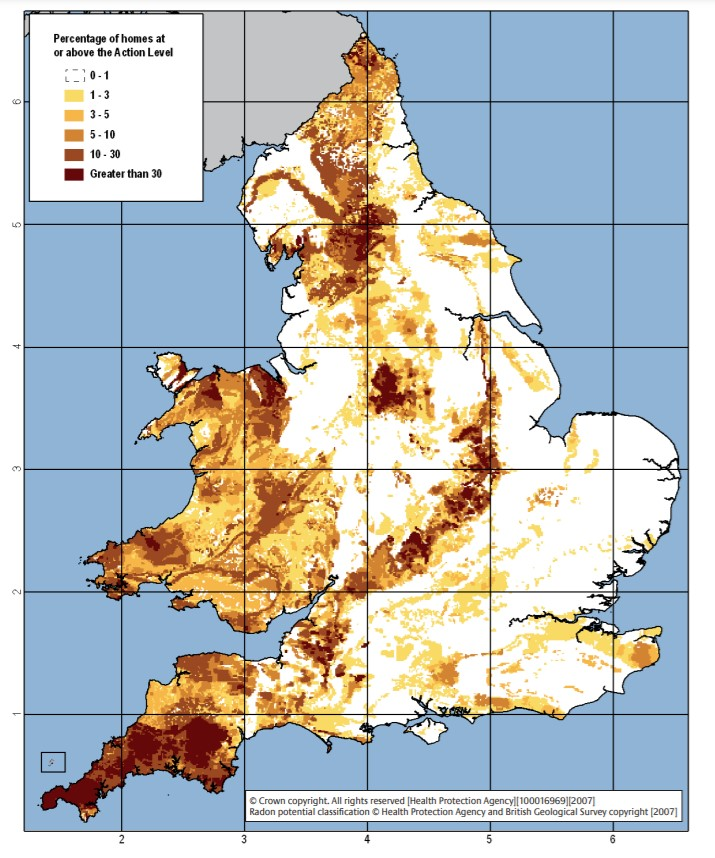 Percentage of homes at
or above the Action Level
0 - 1
1 - 3
3 - 5
5 - 10
10 - 30
Greater than 30
6
5
4
3
2
1
© Crown copyright. All rights reserved [Health Protection Agency][100016969][2007]
Radon potential classification © Health Protection Agency and British Geological Survey copyright [2007]
2 3 4 5 6